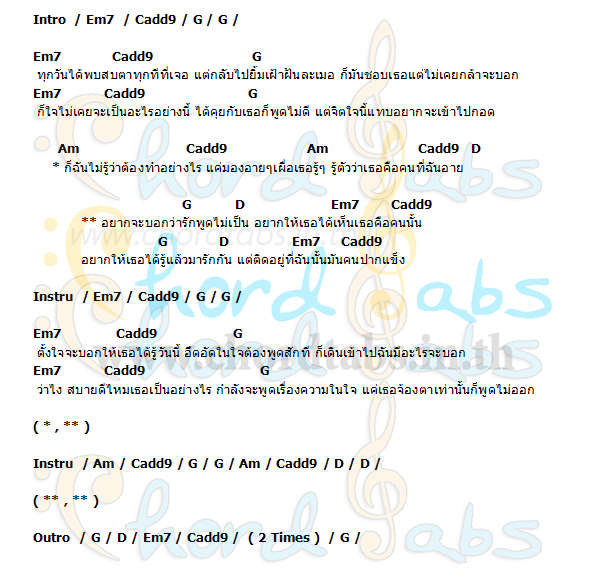 Intro / Em7 / Cadd9 / G / G /
Em7 Cadd9 G
ทุกวันได้พบสบตาทุกทีที่เจอ แต่กลับไปยิ้มเฝ้าฝันละเมอ ก็มันชอบเธอแต่ไม่เคยกล้าจะบอก
Em7 Cadd9 G
ก็ใจไม่เคยจะเป็นอะไรอย่างนี้ ได้คุยกับเธอก็พูดไม่ดี แต่จิตใจนี้แทบอยากจะเข้าไปกอด
Am Cadd9 Am Cadd9 D
* ก็ฉันไม่รู้ว่าต้องทำอย่างไร แค่มองอายๆเผื่อเธอรู้ๆ รู้ตัวว่าเธอคือคนที่ฉันอาย
G D Em7 Cadd9
** อยากจะบอกว่ารักพูดไม่เป็น อยากให้เธอได้เห็นเธอคือคนนั้น
G D Em7 Cadd9
อยากให้เธอได้รู้แล้วมารักกัน แต่ติดอยู่ที่ฉันนั้นมันคนปากแข็ง
Instru / Em7 / Cadd9 / G / G /
Em7 Cadd9 G
ตั้งใจจะบอกให้เธอได้รู้วันนี้ อึดอัดในใจต้องพูดสักที ก็เดินเข้าไปฉันมีอะไรจะบอก
Em7 Cadd9 G
ว่าไง สบายดีไหมเธอเป็นอย่างไร กำลังจะพูดเรื่องความในใจ แค่เธอจ้องตาเท่านั้นก็พูดไม่ออก
( * , ** )
Instru / Am / Cadd9 / G / G / Am / Cadd9 / D / D /
( ** , ** )
Outro / G / D / Em7 / Cadd9 / ( 2 Times ) / G /
Chord Tabs
www.chordtabs.in.th